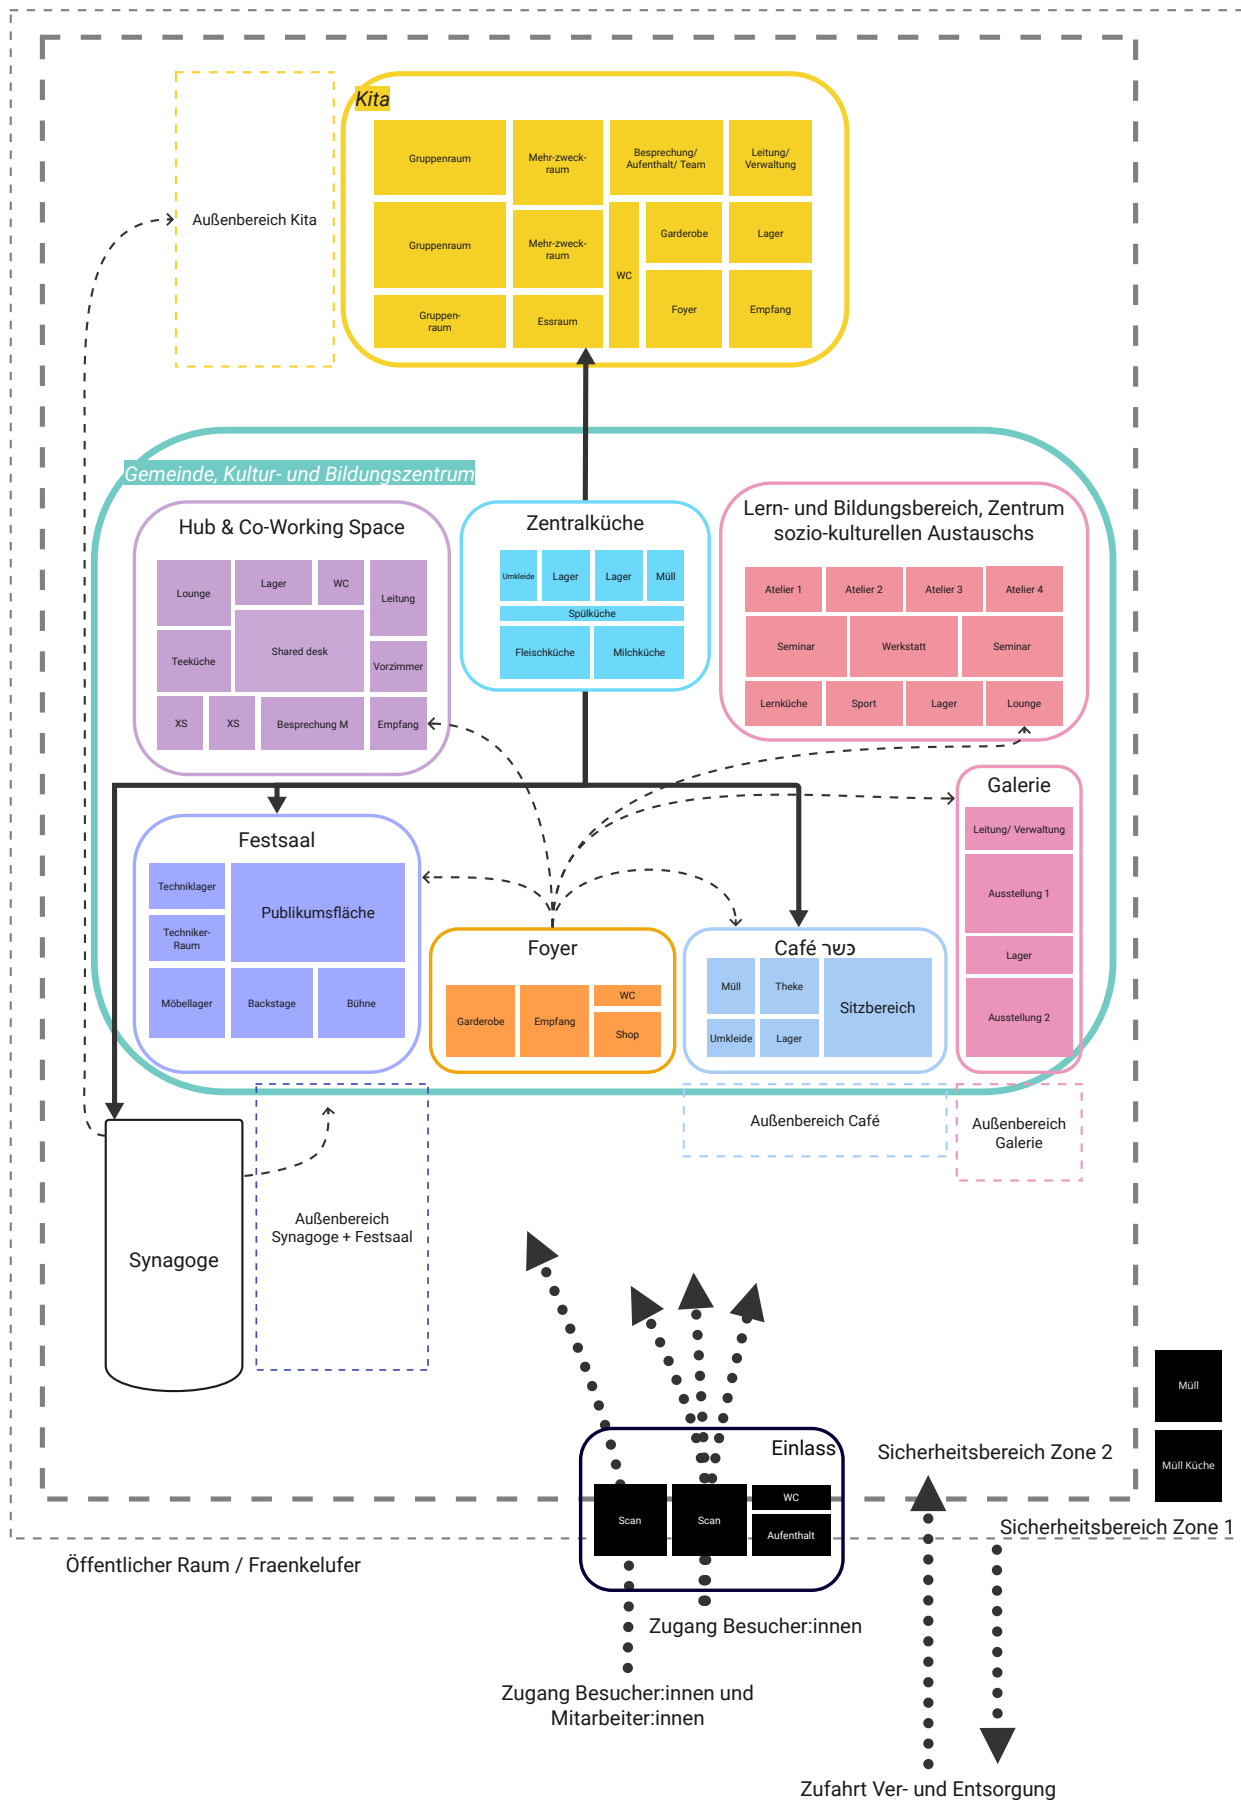 Kita
Gruppenraum
Mehr-zweck-
raum
Besprechung/
Aufenthalt/ Team
Leitung/
Verwaltung
Außenbereich Kita
Gruppenraum
Mehr-zweck-
raum
WC
Garderobe
Lager
Gruppen-
raum
Essraum
Foyer
Empfang
Gemeinde, Kultur- und Bildungszentrum
Hub & Co-Working Space
Lounge
Lager
WC
Leitung
Teeküche
Shared desk
Vorzimmer
XS
XS
Besprechung M
Empfang
Zentralküche
Umkleide
Lager
Lager
Müll
Spülküche
Fleischküche
Milchküche
Lern- und Bildungsbereich, Zentrum
sozio-kulturellen Austauschs
Atelier 1
Atelier 2
Atelier 3
Atelier 4
Seminar
Werkstatt
Seminar
Lernküche
Sport
Lager
Lounge
Festsaal
Techniklager
Publikumsfläche
Techniker-
Raum
Möbellager
Backstage
Bühne
Foyer
Garderobe
Empfang
WC
Shop
Café כּשר
Müll
Theke
Sitzbereich
Umkleide
Lager
Galerie
Leitung/ Verwaltung
Ausstellung 1
Lager
Ausstellung 2
Außenbereich Café
Außenbereich
Galerie
Synagoge
Außenbereich
Synagoge + Festsaal
Einlass
Scan
Scan
WC
Aufenthalt
Sicherheitsbereich Zone 2
Müll
Müll Küche
Sicherheitsbereich Zone 1
Öffentlicher Raum / Fraenkelufer
Zugang Besucher:innen
Zugang Besucher:innen und
Mitarbeiter:innen
Zufahrt Ver- und Entsorgung